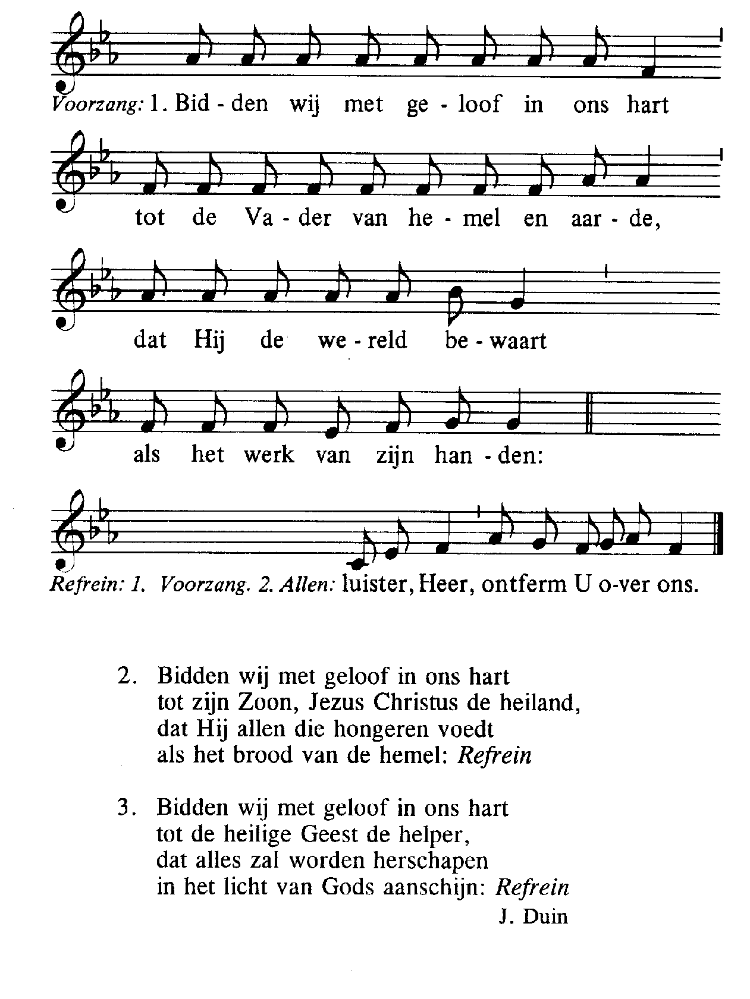 Voorzang: 1. Bid - den wij met ge - loof in ons hart
tot de Va - der van he - mel en aar - de,
dat Hij de we - reld be - waart
als het werk van zijn han - den:
Refrein: 1. Voorzang. 2. Allen: luister, Heer, ontferm U o-ver ons.
2. Bidden wij met geloof in ons hart
tot zijn Zoon, Jezus Christus de heiland,
dat Hij allen die hongeren voedt
als het brood van de hemel: Refrein
3. Bidden wij met geloof in ons hart
tot de heilige Geest de helper,
dat alles zal worden herschapen
in het licht van Gods aanschijn: Refrein
J. Duin